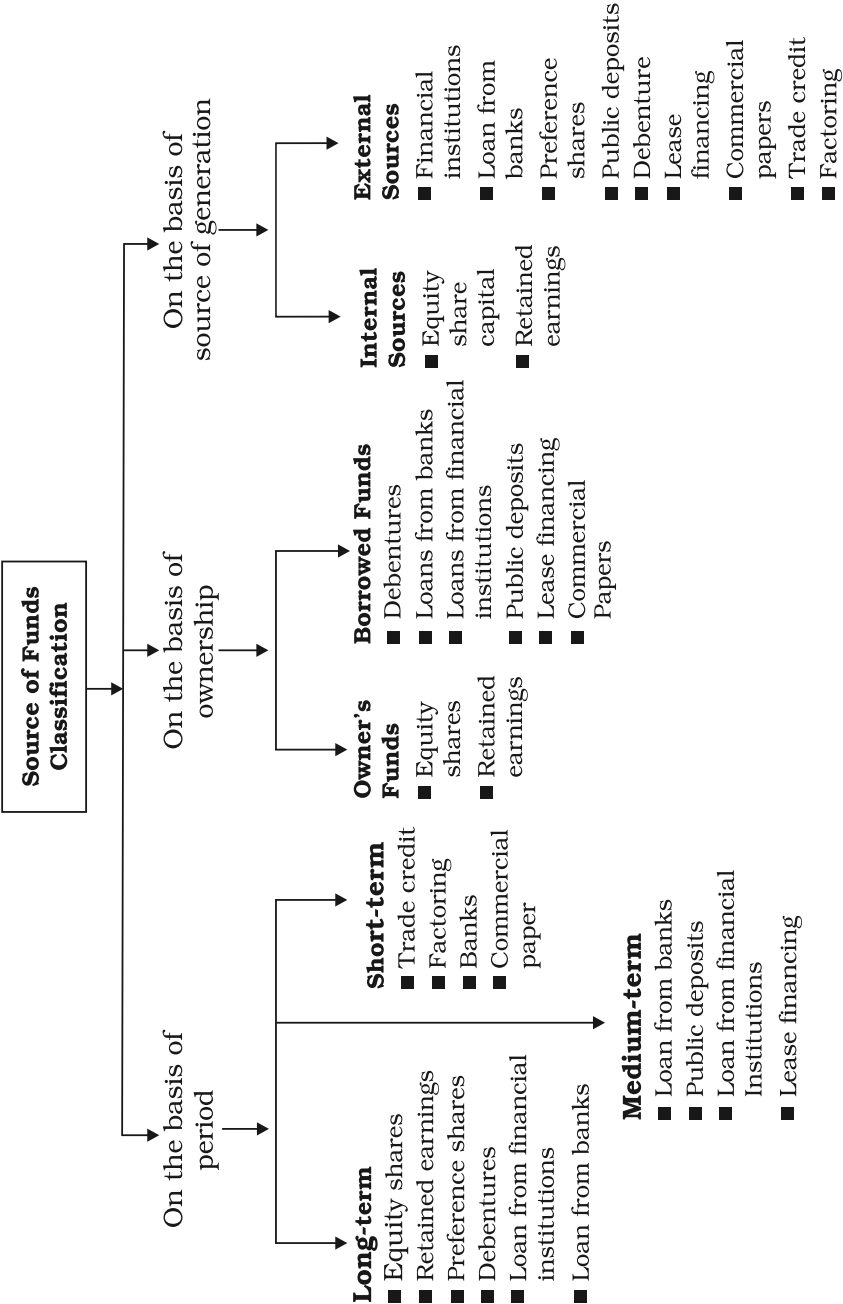 Source of Funds
Classification
On the basis of
period
Long-term
Equity shares
Retained earnings
Preference shares
Debentures
Loan from financial
institutions
Loan from banks
Medium-term
Loan from banks
Public deposits
Loan from financial
Institutions
Lease financing
Short-term
Trade credit
Factoring
Banks
Commercial
paper
On the basis of
ownership
Owner's
Funds
Equity
shares
Retained
earnings
Borrowed Funds
Debentures
Loans from banks
Loans from financial
institutions
Public deposits
Lease financing
Commercial
Papers
On the basis of
source of generation
Internal
Sources
Equity
share
capital
Retained
earnings
External
Sources
Financial
institutions
Loan from
banks
Preference
shares
Public deposits
Debenture
Lease
financing
Commercial
papers
Trade credit
Factoring